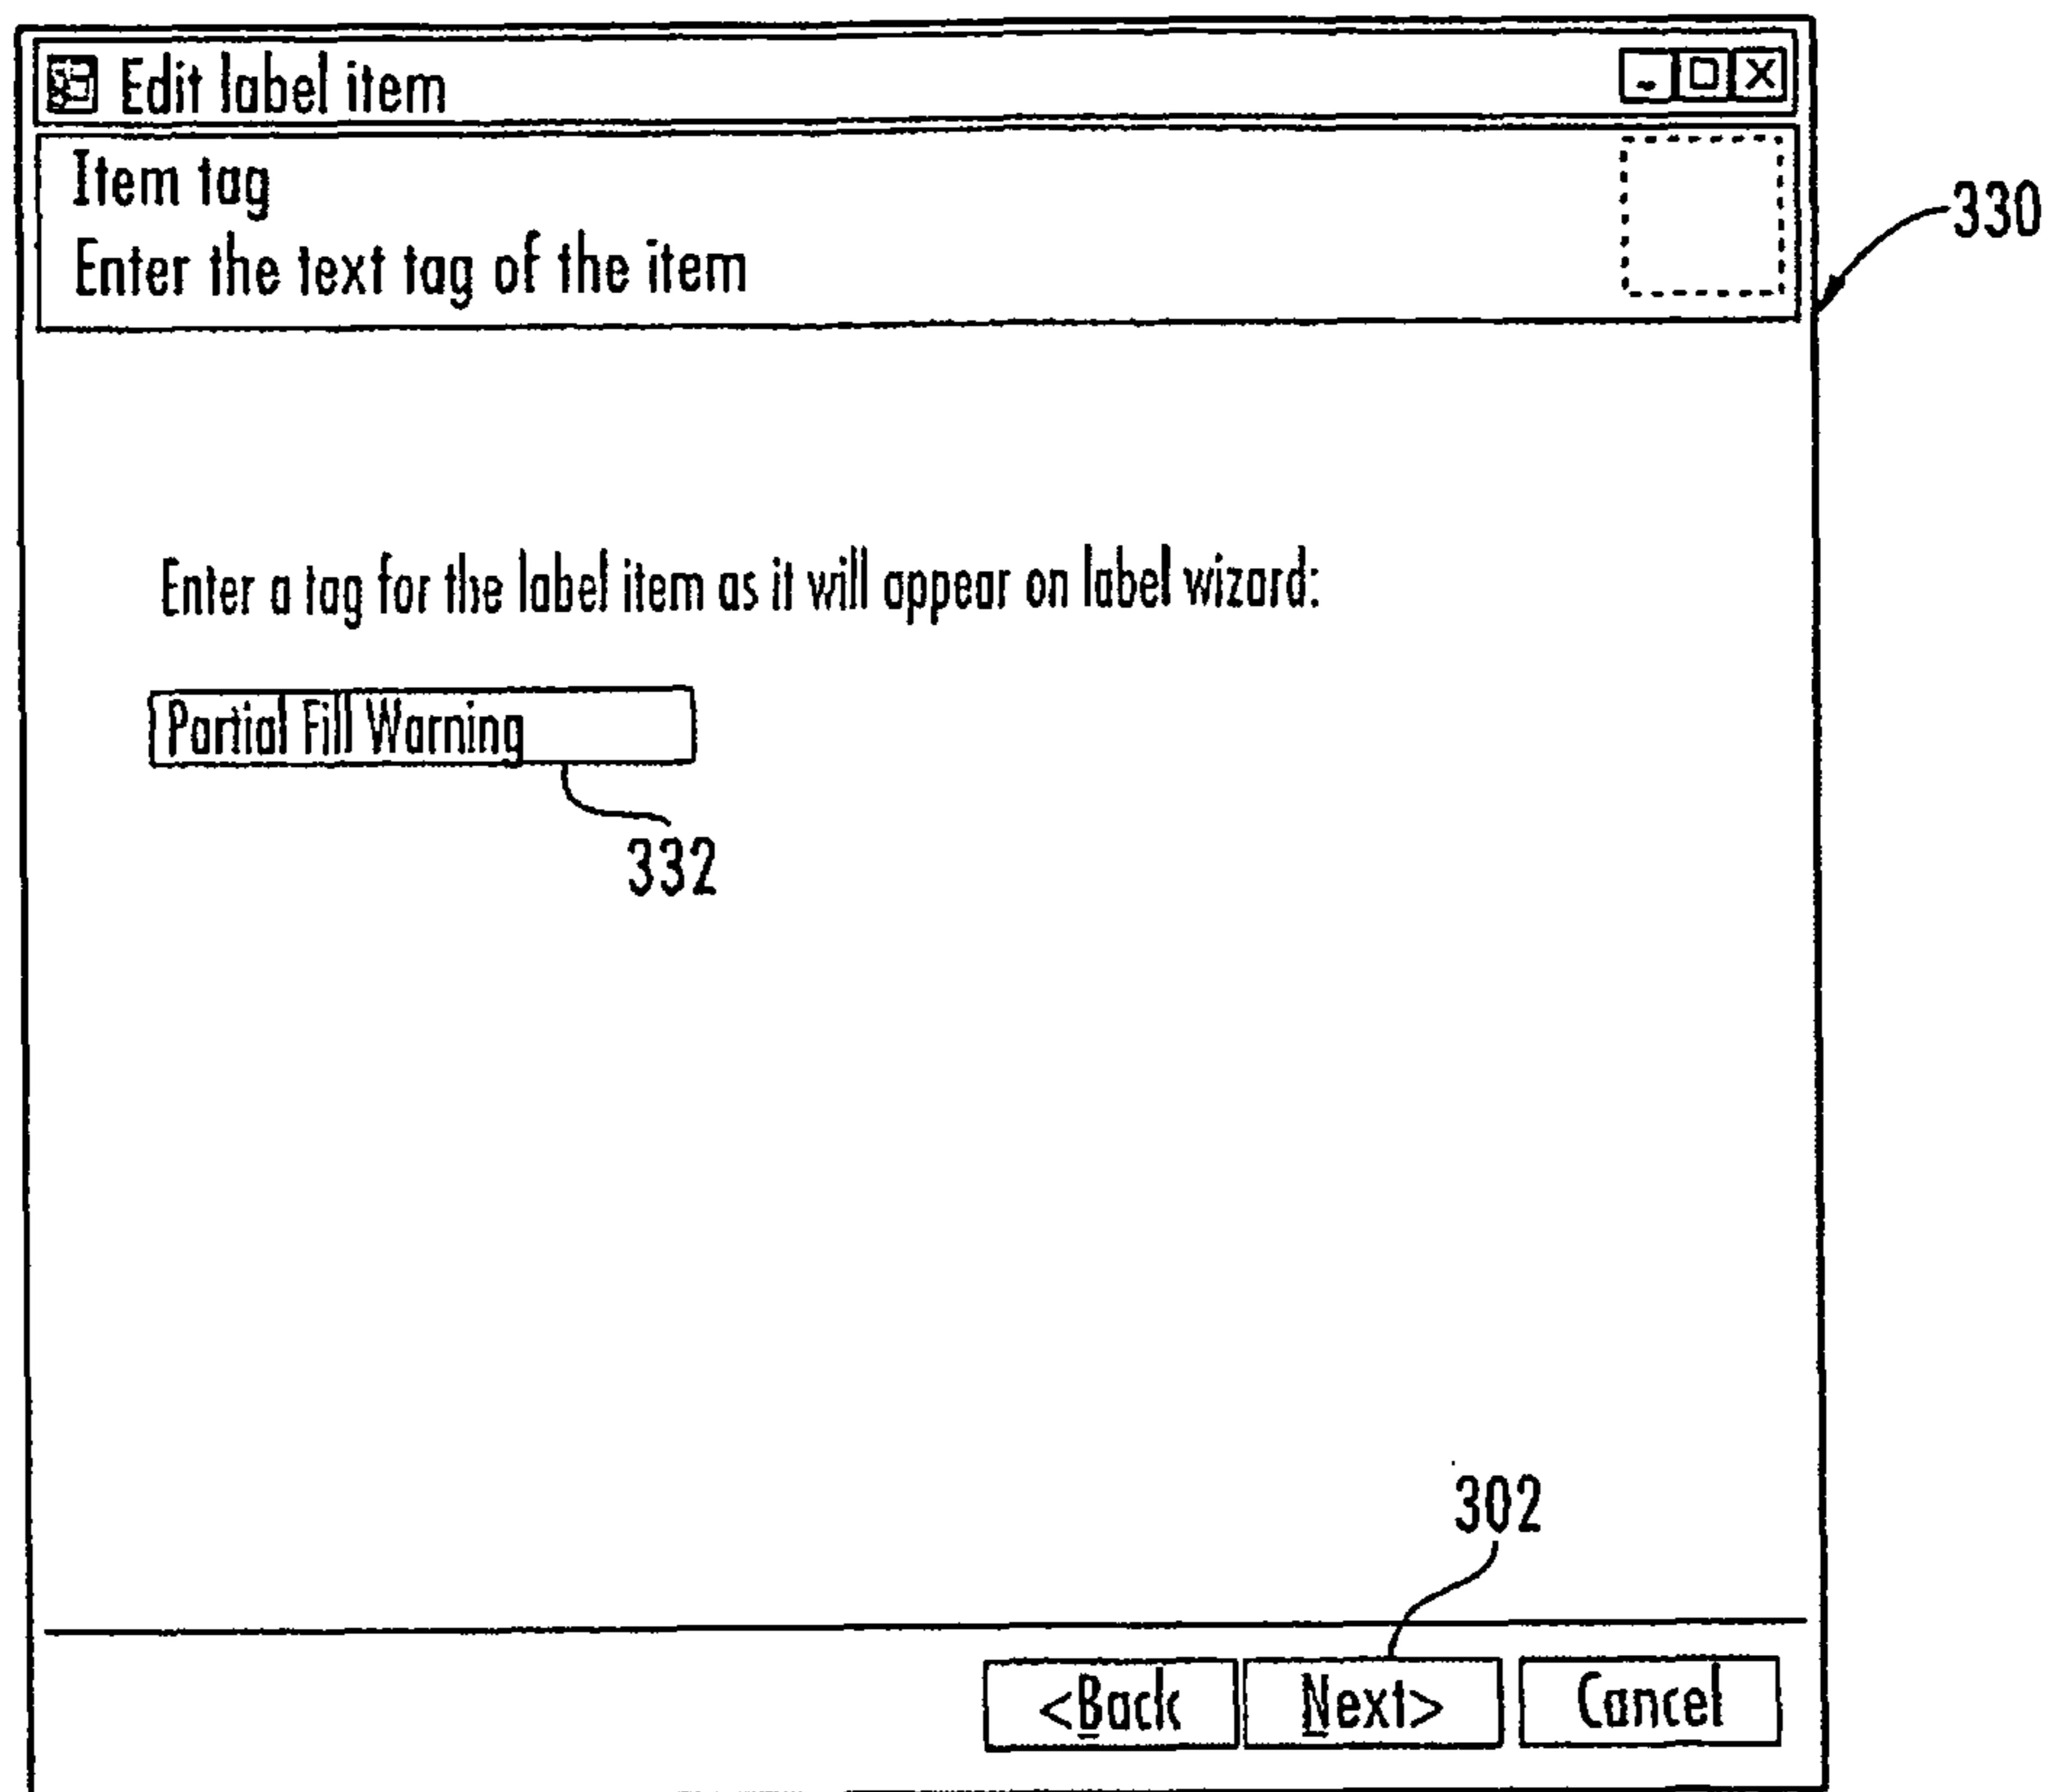 Edit label item
Item tag
Enter the text tag of the item
330
Enter a tag for the label item as it will appear on label wizard:
Partial Fill Warning
332
302
<Back Next> Cancel